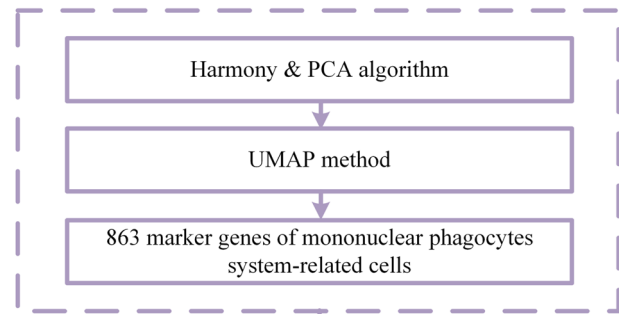 Harmony & PCA algorithm
UMAP method
863 marker genes of mononuclear phagocytes
system-related cells